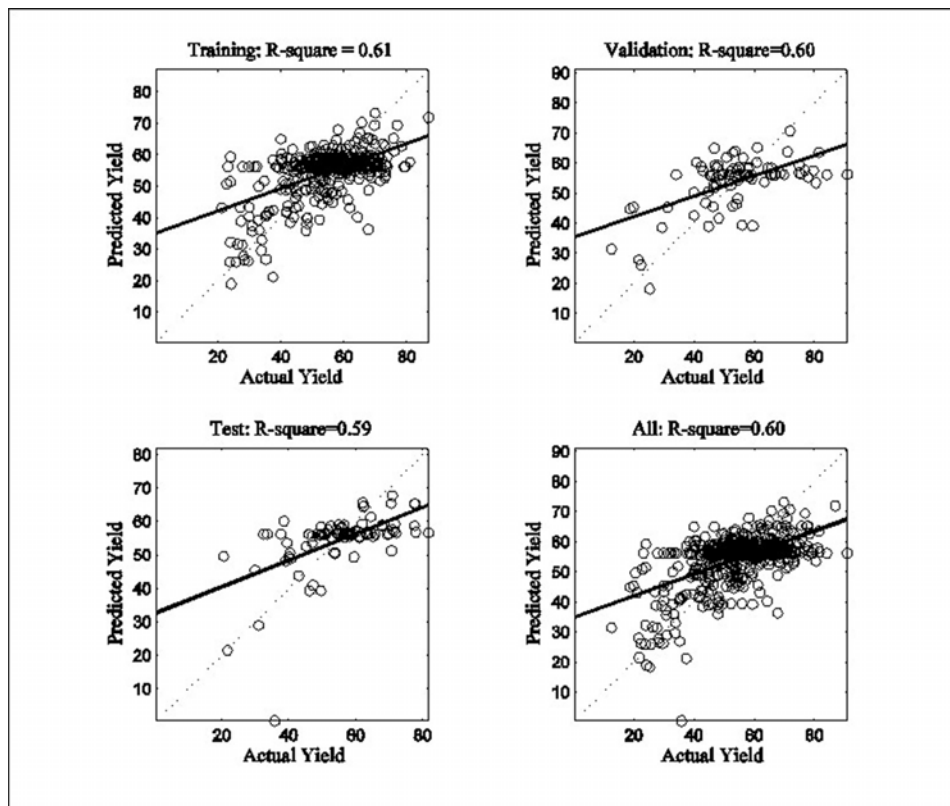 Training: R-square = 0.61
80
70
60
50
40
30
20
10
Predicted Yield
20 40 60 80
Actual Yield
Validation: R-square=0.60
90
80
70
60
50
40
30
20
10
Predicted Yield
20 40 60 80
Actual Yield
Test: R-square=0.59
80
70
60
50
40
30
20
10
Predicted Yield
20 40 60 80
Actual Yield
All: R-square=0.60
90
80
70
60
50
40
30
20
10
Predicted Yield
20 40 60 80
Actual Yield